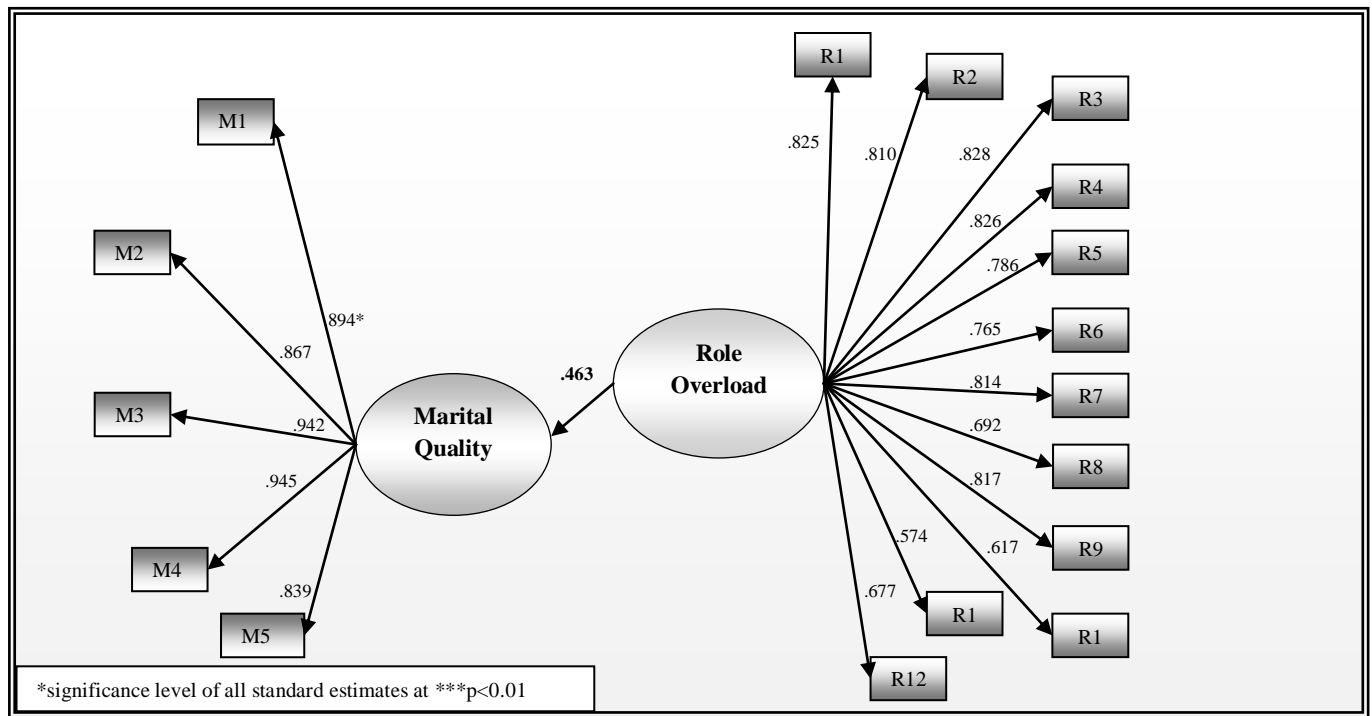 R1
R2
R3
M1
.825
.810
.828
R4
.826
M2
R5
.786
894*
.765
R6
.867
Role
Overload
.463
.814
R7
M3
.942
Marital
Quality
.692
R8
.945
.817
.574
.617
R9
M4
.839
.677
R1
M5
R1
R12
*significance level of all standard estimates at ***p<0.01